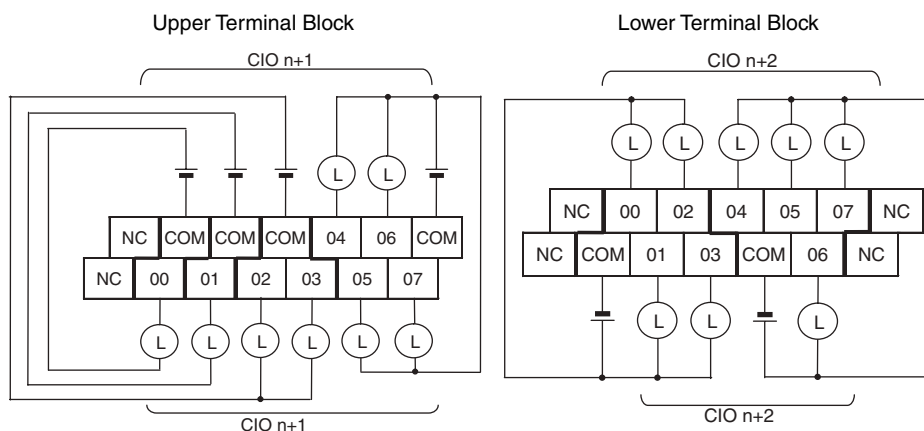 Upper Terminal Block
Lower Terminal Block
CIO n+1
CIO n+2
L L
L L L L L
NC COM COM COM 04 06 COM
NC 00 02 04 05 07 NC
NC 00 01 02 03 05 07
NC COM 01 03 COM 06 NC
L L L L L L
L L L
CIO n+1
CIO n+2